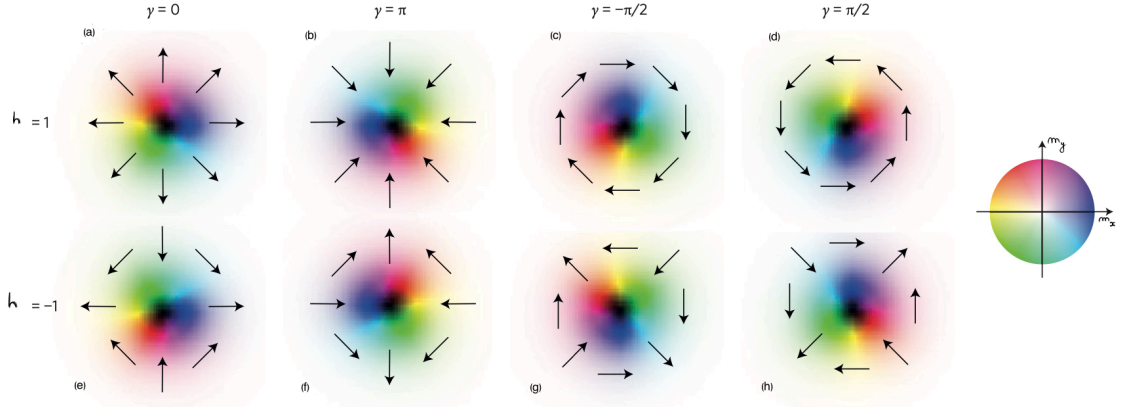 γ = 0 γ = π γ = −π/2 γ = π/2
(a) (b) (c) (d)
h = 1
m_y
m_x
h = −1
(e) (f) (g) (h)